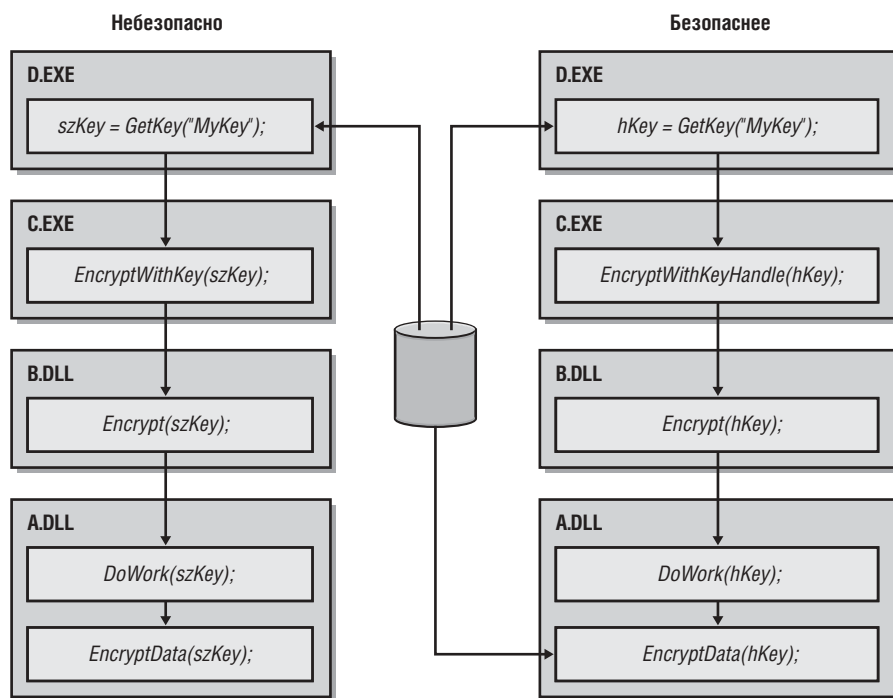 Небезопасно
D.EXE
szKey = GetKey("MyKey");
C.EXE
EncryptWithKey(szKey);
B.DLL
Encrypt(szKey);
A.DLL
DoWork(szKey);
EncryptData(szKey);
Безопаснее
D.EXE
hKey = GetKey("MyKey");
C.EXE
EncryptWithKeyHandle(hKey);
B.DLL
Encrypt(hKey);
A.DLL
DoWork(hKey);
EncryptData(hKey);